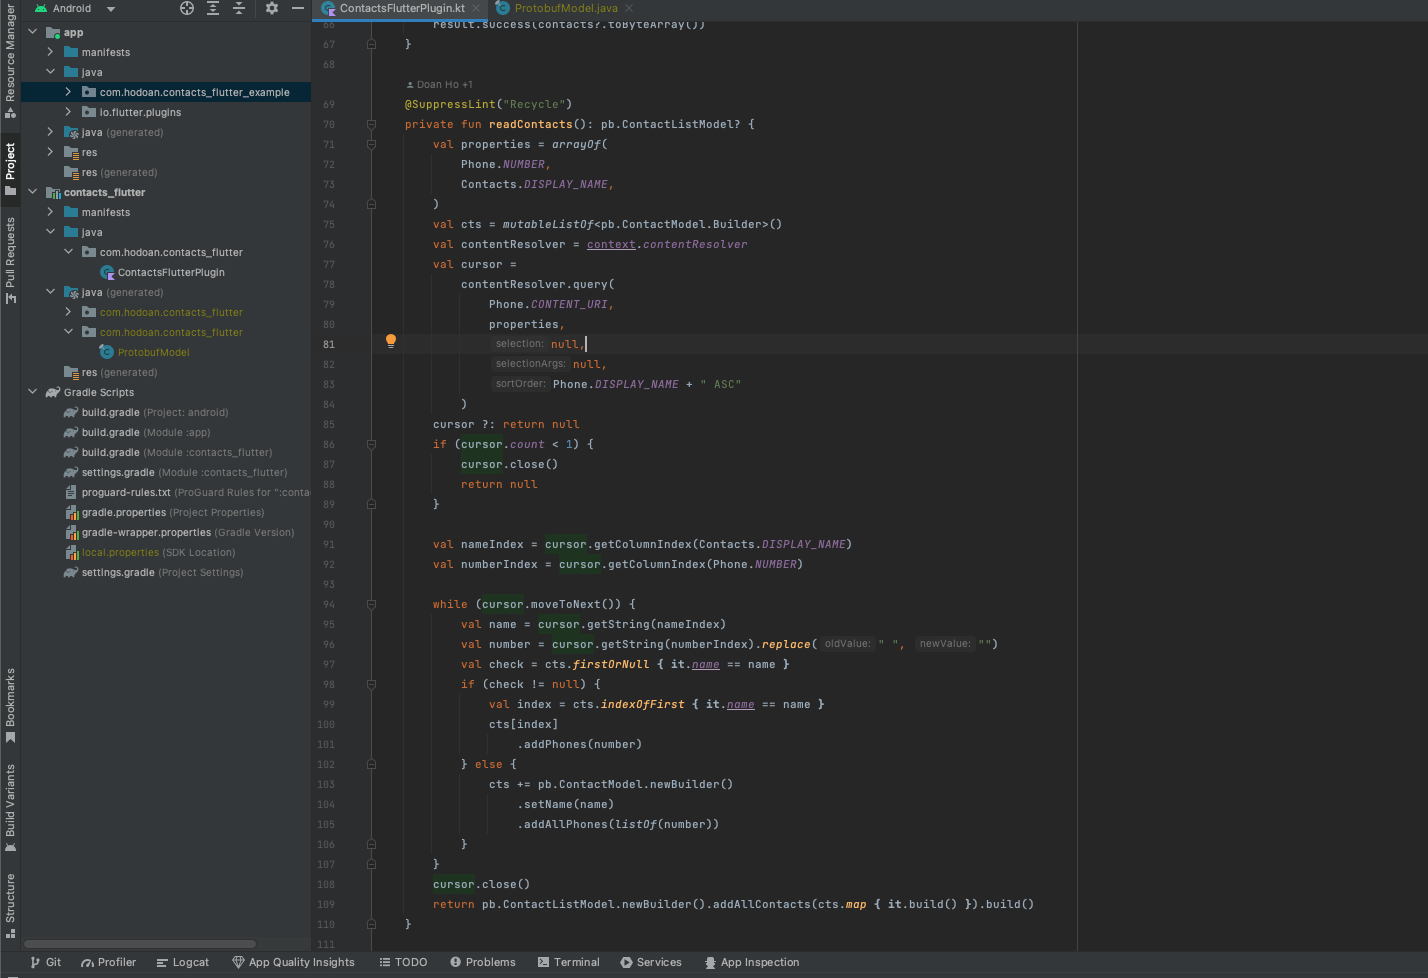 Resource Manager
Project
Pull Requests
Bookmarks
Build Variants
Structure
Android
app
manifests
java
com.hodoan.contacts_flutter_example
io.flutter.plugins
java (generated)
res
res (generated)
contacts_flutter
manifests
java
com.hodoan.contacts_flutter
ContactsFlutterPlugin
java (generated)
com.hodoan.contacts_flutter
com.hodoan.contacts_flutter
ProtobufModel
res (generated)
Gradle Scripts
build.gradle (Project: android)
build.gradle (Module :app)
build.gradle (Module :contacts_flutter)
settings.gradle (Module :contacts_flutter)
proguard-rules.txt (ProGuard Rules for ":conta
gradle.properties (Project Properties)
gradle-wrapper.properties (Gradle Version)
local.properties (SDK Location)
settings.gradle (Project Settings)
ContactsFlutterPlugin.kt ProtobufModel.java
66 result.success(contacts?.toByteArray())
67 }
68
Doan Ho +1
69 @SuppressLint("Recycle")
70 private fun readContacts(): pb.ContactListModel? {
71 val properties = arrayOf(
72 Phone.NUMBER,
73 Contacts.DISPLAY_NAME,
74 )
75 val cts = mutableListOf<pb.ContactModel.Builder>()
76 val contentResolver = context.contentResolver
77 val cursor =
78 contentResolver.query(
79 Phone.CONTENT_URI,
80 properties,
81 selection: null,
82 selectionArgs: null,
83 sortOrder: Phone.DISPLAY_NAME + " ASC"
84 )
85 cursor ?: return null
86 if (cursor.count < 1) {
87 cursor.close()
88 return null
89 }
90
91 val nameIndex = cursor.getColumnIndex(Contacts.DISPLAY_NAME)
92 val numberIndex = cursor.getColumnIndex(Phone.NUMBER)
93
94 while (cursor.moveToNext()) {
95 val name = cursor.getString(nameIndex)
96 val number = cursor.getString(numberIndex).replace( oldValue: " ", newValue: "")
97 val check = cts.firstOrNull { it.name == name }
98 if (check != null) {
99 val index = cts.indexOfFirst { it.name == name }
100 cts[index]
101 .addPhones(number)
102 } else {
103 cts += pb.ContactModel.newBuilder()
104 .setName(name)
105 .addAllPhones(listOf(number))
106 }
107 }
108 cursor.close()
109 return pb.ContactListModel.newBuilder().addAllContacts(cts.map { it.build() }).build()
110 }
111
Git Profiler Logcat App Quality Insights TODO Problems Terminal Services App Inspection